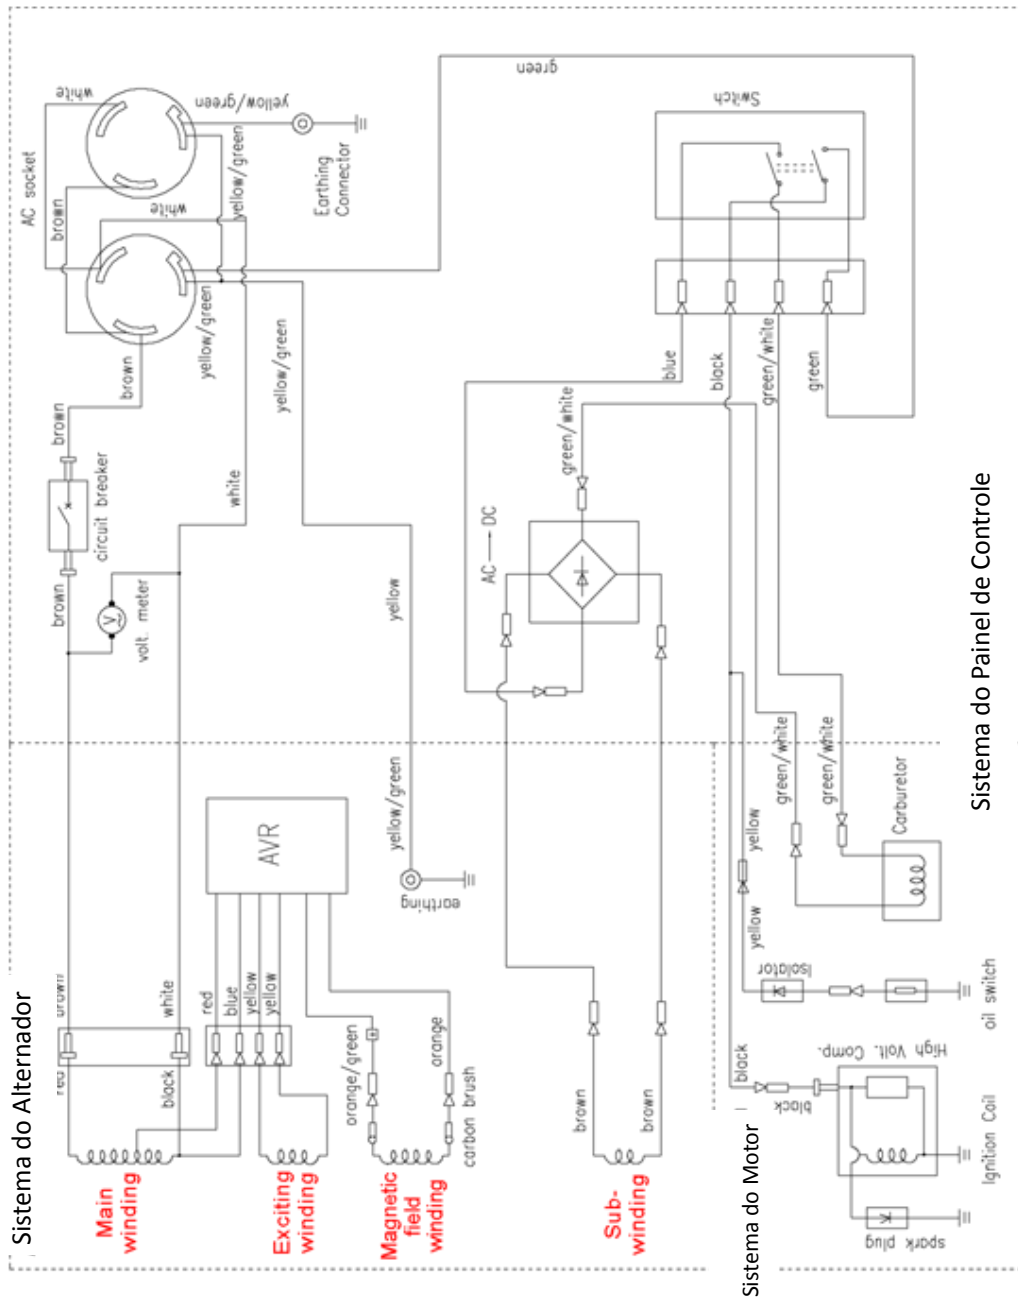 green
white
yellow/green
Switch
AC socket
yellow/green
Earthing
Connector
brown
white
yellow/green
brown
yellow/green
blue
black
green/white
green
brown
circuit breaker
white
green/white
AC
DC
brown
V
volt. meter
yellow
Sistema do Painel de Controle
AVR
yellow/green
earthing
yellow
green/white
green/white
Carburetor
Sistema do Alternador
brown
white
red
blue
yellow
yellow
orange/green
orange
yellow
Isolator
oil switch
red
black
carbon brush
brown
brown
black
black
High Volt. Comp.
Ignition Coil
Main
winding
Exciting
winding
Magnetic
field
winding
Sub-
winding
Sistema do Motor
spark plug